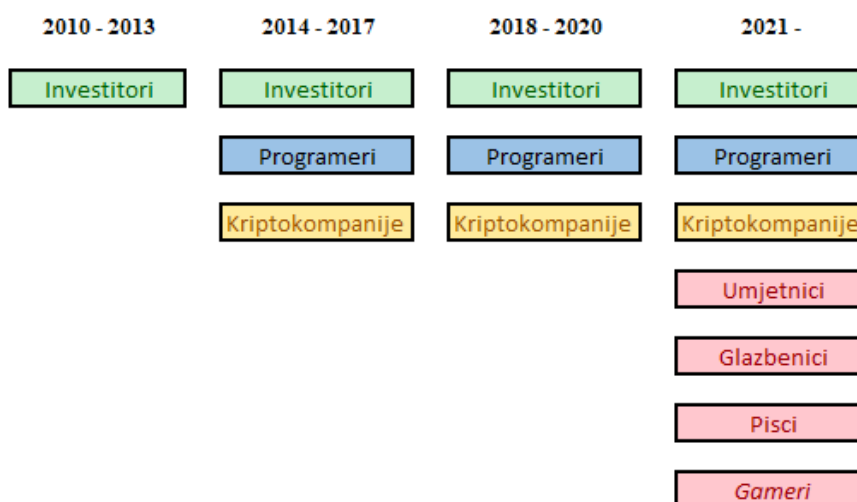 2010 - 2013 2014 - 2017 2018 - 2020 2021 -
Investitori Investitori Investitori Investitori
Programeri Programeri Programeri
Kriptokompanije Kriptokompanije Kriptokompanije
Umjetnici
Glazbenici
Pisci
Gameri